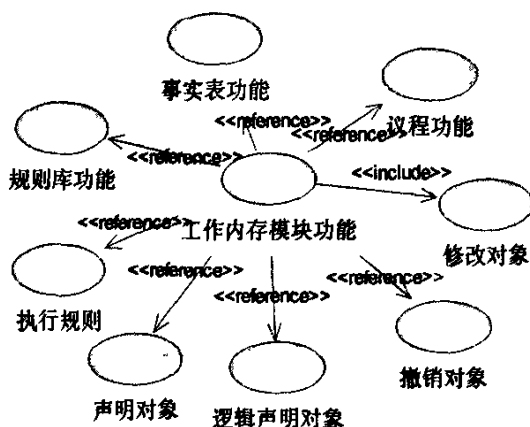 事实表功能
议程功能
<<reference>>
<<reference>>
<<reference>>
规则库功能
<<include>>
<<reference>>
工作内存模块功能
修改对象
<<reference>>
<<reference>>
<<reference>>
执行规则
撤销对象
声明对象
逻辑声明对象